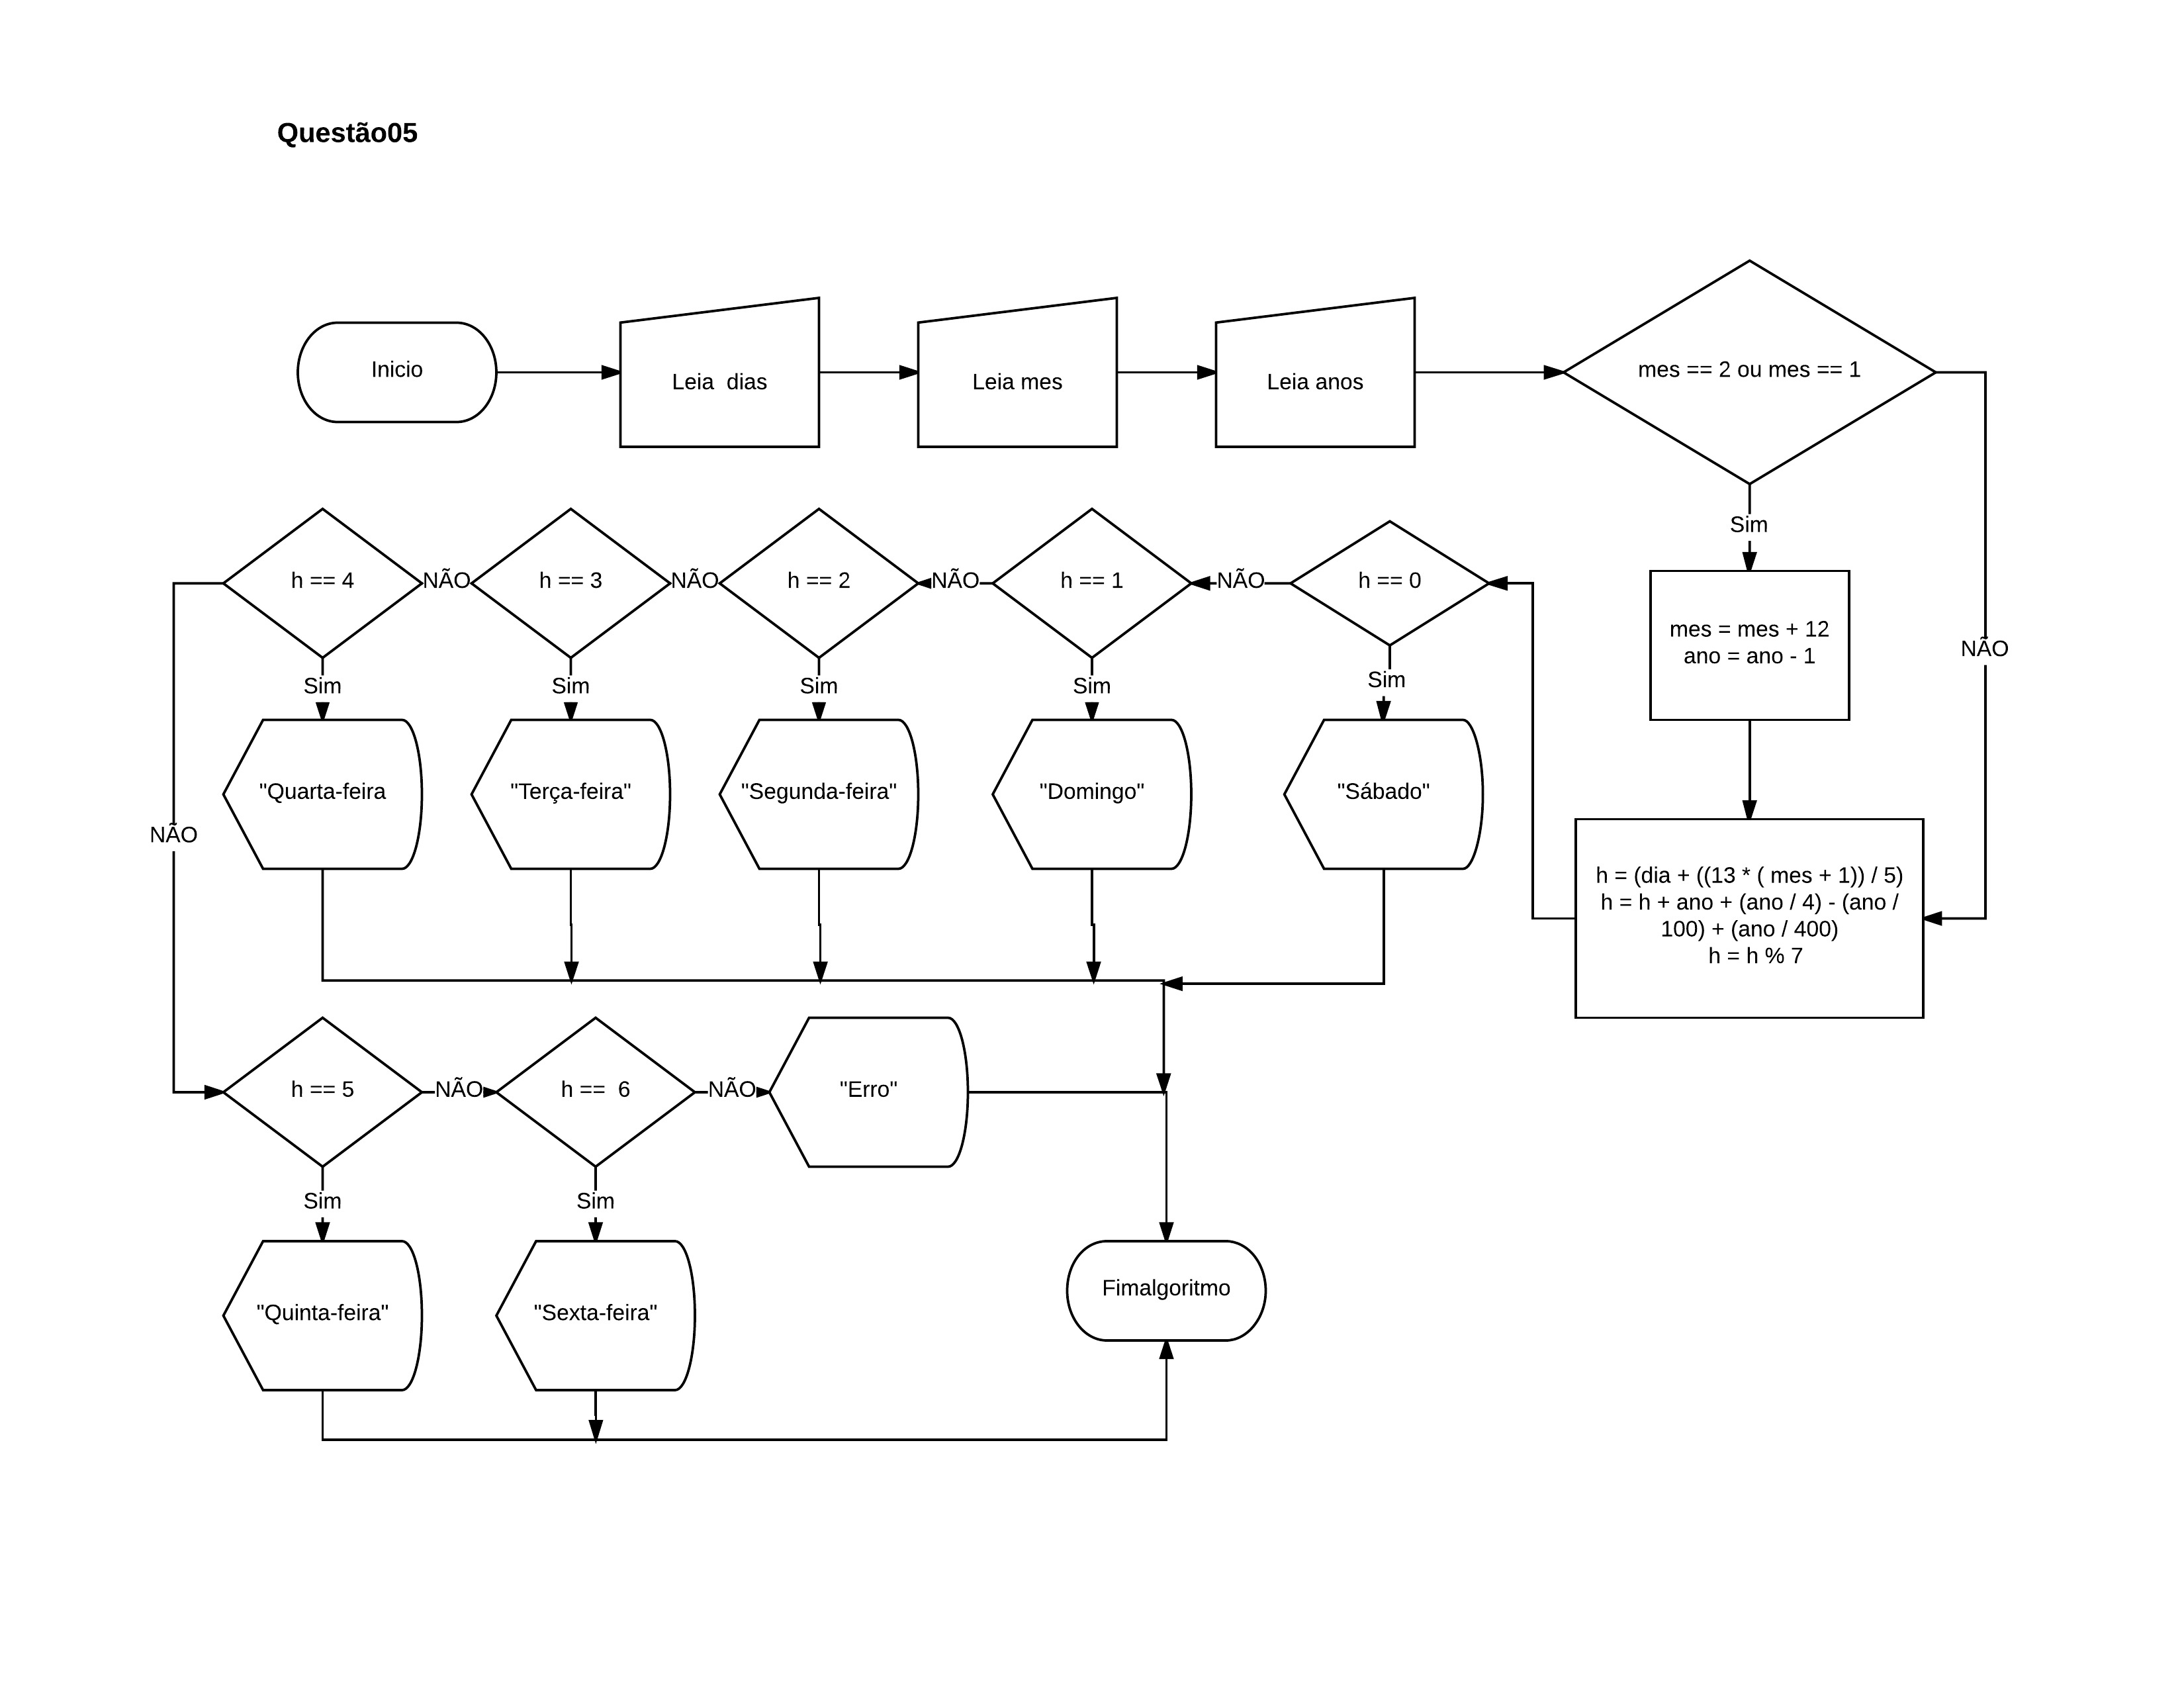 Questão05
Inicio
Leia  dias
Leia mes
Leia anos
mes == 2 ou mes == 1
Sim
NÃO
mes = mes + 12
ano = ano - 1
h = (dia + ((13 * ( mes + 1)) / 5)
h = h + ano + (ano / 4) - (ano /
100) + (ano / 400)
h = h % 7
h == 0
NÃO
Sim
"Sábado"
h == 1
NÃO
Sim
"Domingo"
h == 2
NÃO
Sim
"Segunda-feira"
h == 3
NÃO
Sim
"Terça-feira"
h == 4
Sim
"Quarta-feira
NÃO
h == 5
NÃO
Sim
"Quinta-feira"
h ==  6
NÃO
Sim
"Sexta-feira"
"Erro"
Fimalgoritmo